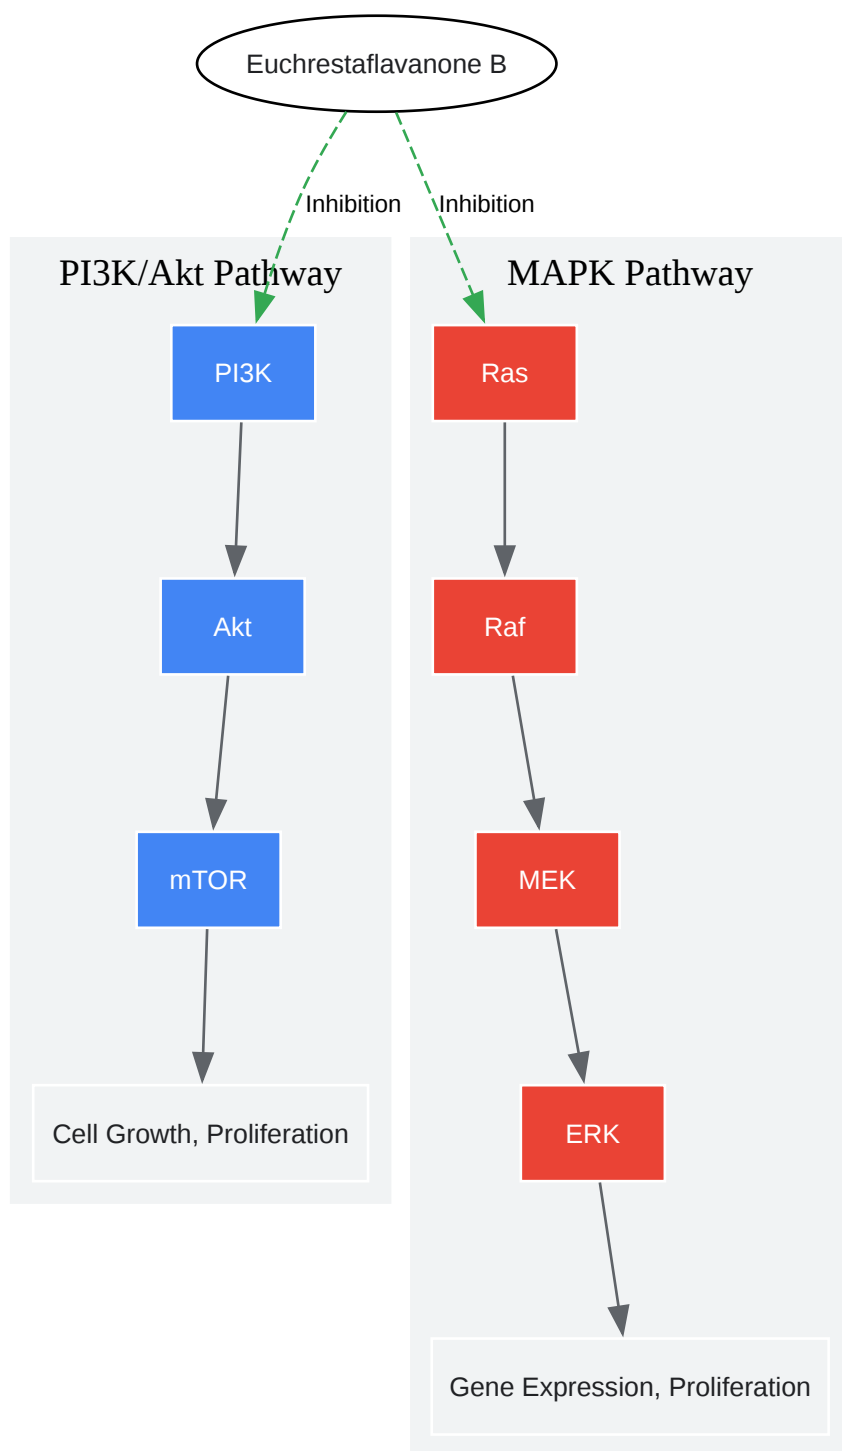 Euchrestaflavanone B
Inhibition
Inhibition
PI3K/Akt Pathway
PI3K
Akt
mTOR
Cell Growth, Proliferation
MAPK Pathway
Ras
Raf
MEK
ERK
Gene Expression, Proliferation